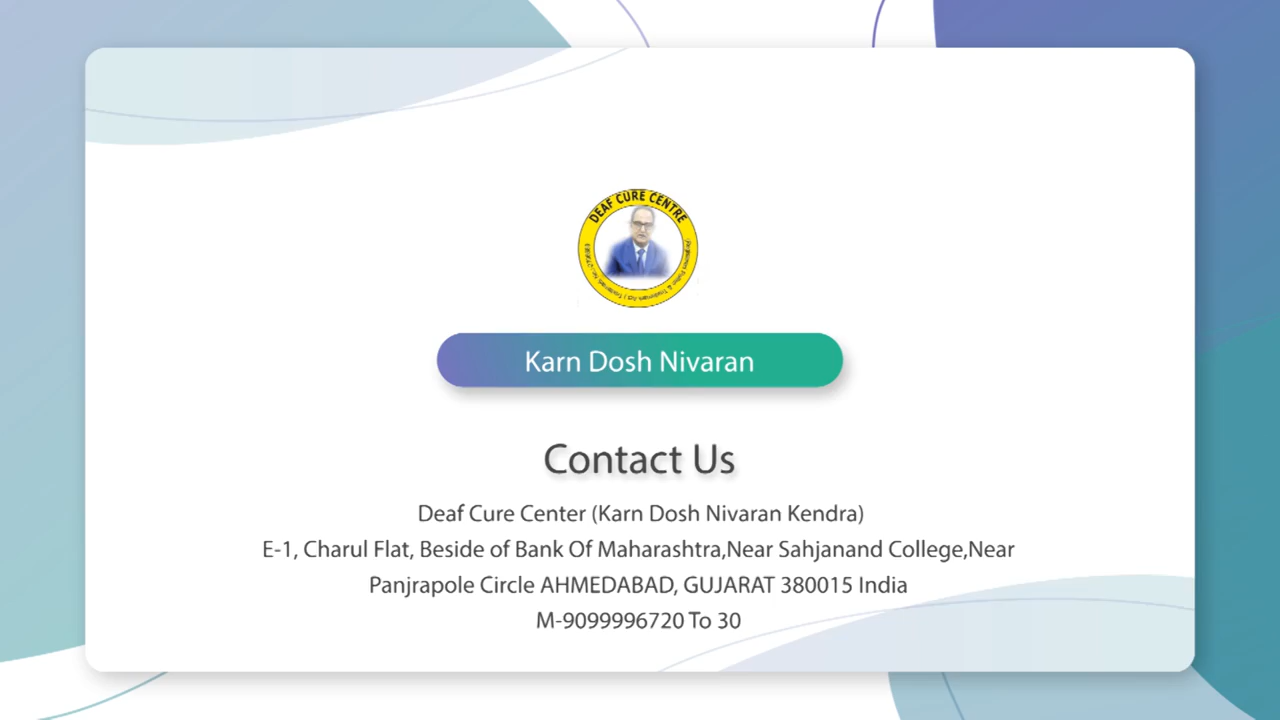 DEAF CURE CENTRE
Karn Dosh Nivaran
Contact Us
Deaf Cure Center (Karn Dosh Nivaran Kendra)
E-1, Charul Flat, Beside of Bank Of Maharashtra,Near Sahjanand College,Near
Panjrapole Circle AHMEDABAD, GUJARAT 380015 India
M-9099996720 To 30